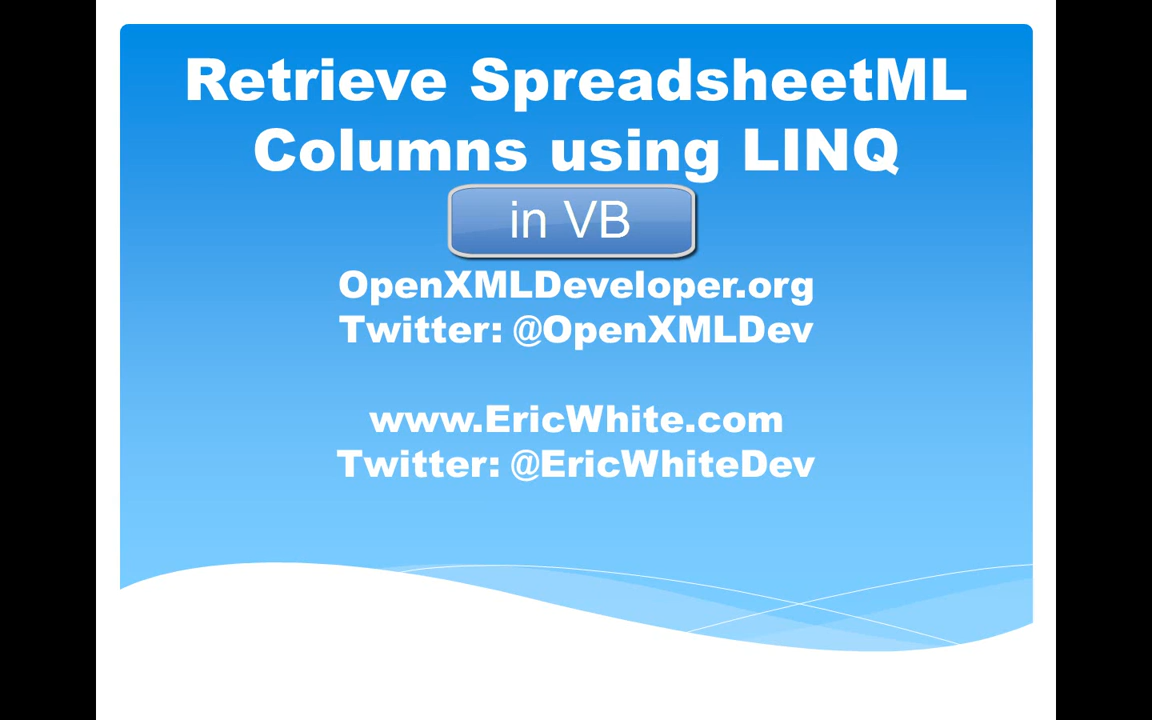 Retrieve SpreadsheetML
Columns using LINQ
in VB
OpenXMLDeveloper.org
Twitter: @OpenXMLDev
www.EricWhite.com
Twitter: @EricWhiteDev